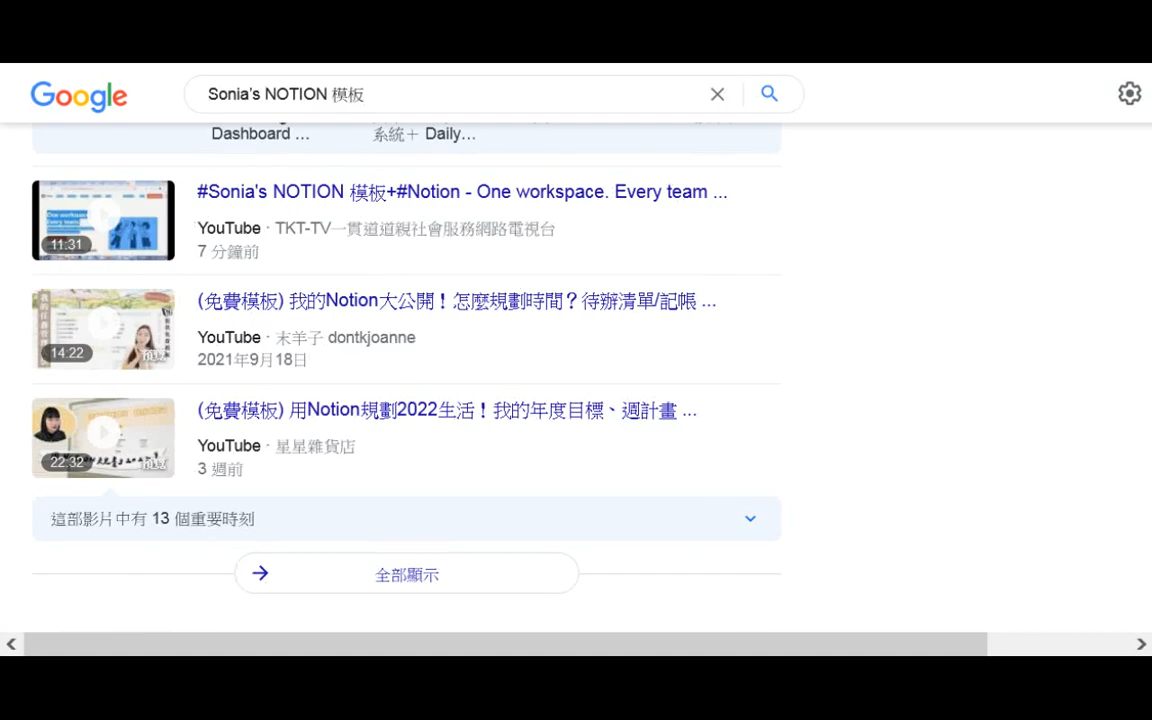 Google
Sonia's NOTION 模板
Dashboard ...
系統＋ Daily...
#Sonia's NOTION 模板+#Notion - One workspace. Every team ...
11:31
YouTube · TKT-TV一貫道道親社會服務網路電視台
7 分鐘前
(免費模板) 我的Notion大公開！怎麼規劃時間？待辦清單/記帳 ...
14:22
YouTube · 末羊子 dontkjoanne
2021年9月18日
(免費模板) 用Notion規劃2022生活！我的年度目標、週計畫 ...
22:32
YouTube · 星星雜貨店
3 週前
這部影片中有 13 個重要時刻
全部顯示